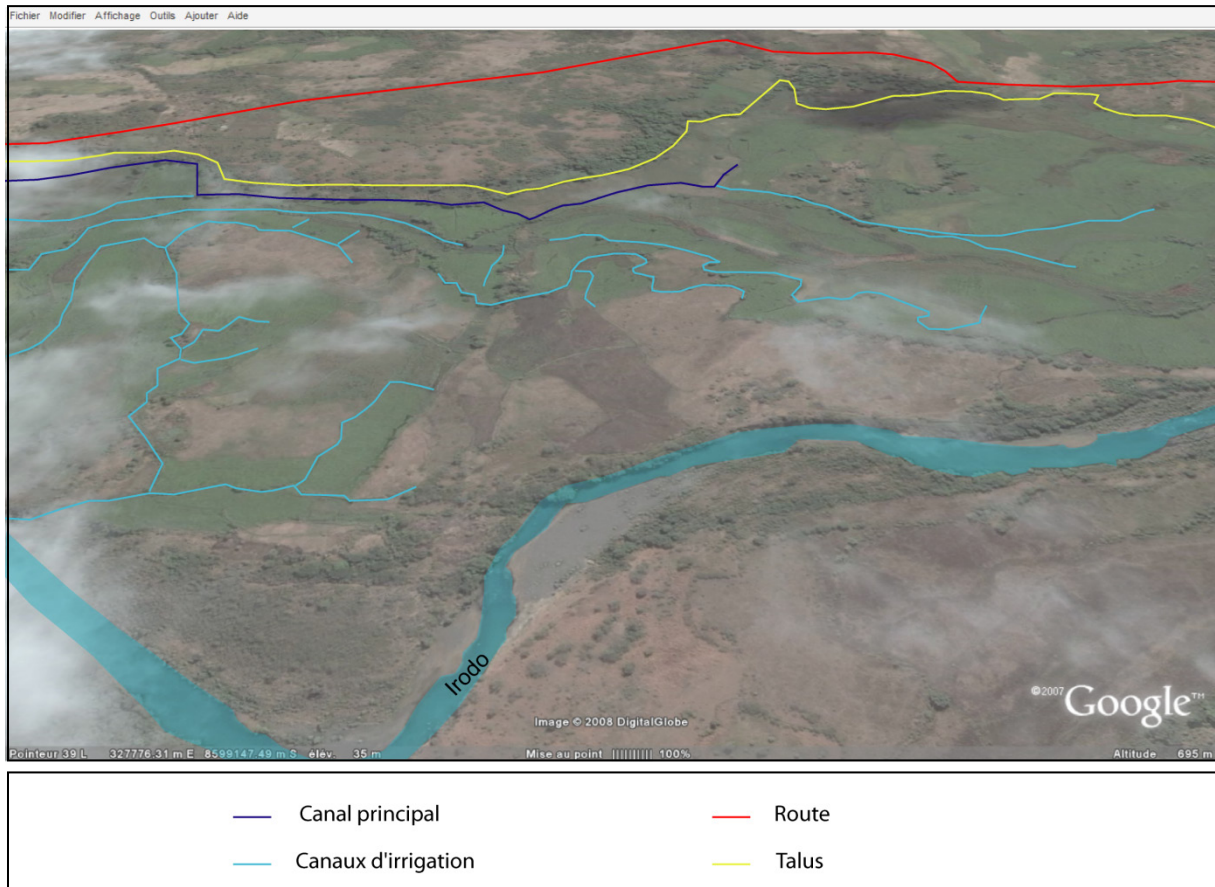 Fichier Modifier Affichage Outils Ajouter Aide
Irodo
©2007 Google™
Image © 2008 DigitalGlobe
Pointeur 39 L 327776.31 m E 8599147.49 m S élév. 35 m Mise au point |||||||||| 100% Altitude 695 m
Canal principal Route
Canaux d'irrigation Talus